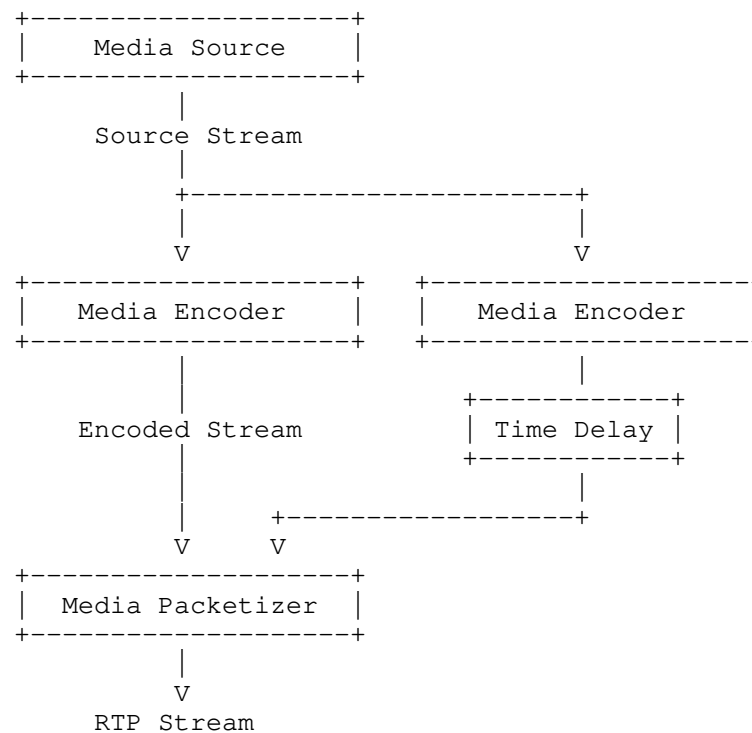 Media Source
Source Stream
V V
Media Encoder Media Encoder
Encoded Stream Time Delay
V V
Media Packetizer
V
RTP Stream